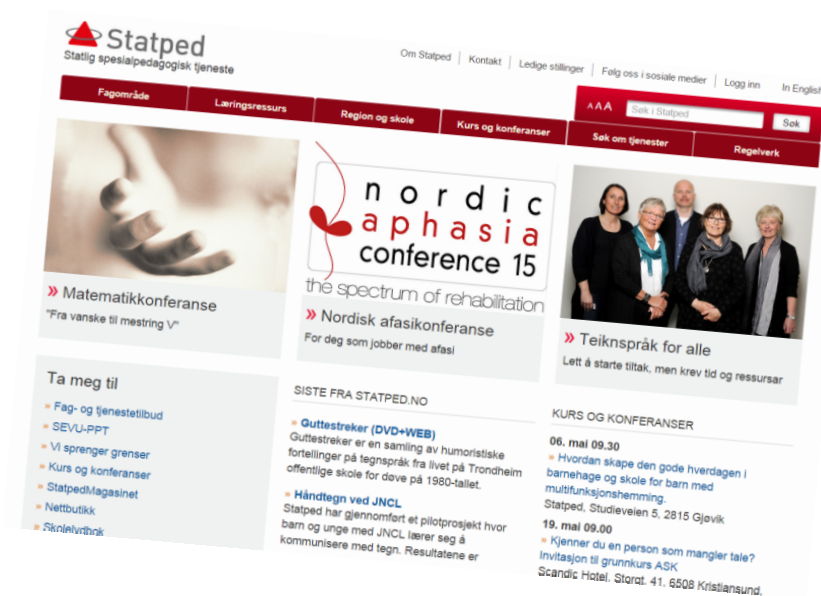 Statped
Statlig spesialpedagogisk tjeneste
Om Statped
Kontakt
Ledige stillinger
Følg oss i sosiale medier
Logg inn
In English
A A A
Søk i Statped
Søk
Fagområde
Læringsressurs
Region og skole
Kurs og konferanser
Søk om tjenester
Regelverk
» Matematikkonferanse
"Fra vanske til mestring V"
nordic
aphasia
conference 15
the spectrum of rehabilitation
» Nordisk afasikonferanse
For deg som jobber med afasi
» Teiknspråk for alle
Lett å starte tiltak, men krev tid og ressursar
Ta meg til
» Fag- og tjenestetilbud
» SEVU-PPT
» Vi sprenger grenser
» Kurs og konferanser
» StatpedMagasinet
» Nettbutikk
» Skolelydbok
SISTE FRA STATPED.NO
» Guttestreker (DVD+WEB)
Guttestreker er en samling av humoristiske
fortellinger på tegnspråk fra livet på Trondheim
offentlige skole for døve på 1980-tallet.
» Håndtegn ved JNCL
Statped har gjennomført et pilotprosjekt hvor
barn og unge med JNCL lærer seg å
kommunisere med tegn. Resultatene er
KURS OG KONFERANSER
06. mai 09.30
» Hvordan skape den gode hverdagen i
barnehage og skole for barn med
multifunksjonshemming.
Statped, Studieveien 5, 2815 Gjøvik
19. mai 09.00
» Kjenner du en person som mangler tale?
Invitasjon til grunnkurs ASK
Scandic Hotel, Storgt. 41, 6508 Kristiansund,